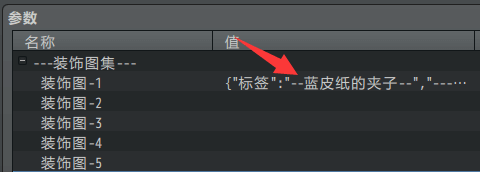 参数
名称 值
---装饰图集---
装饰图-1 {"标签":"--蓝皮纸的夹子--","---…
装饰图-2
装饰图-3
装饰图-4
装饰图-5